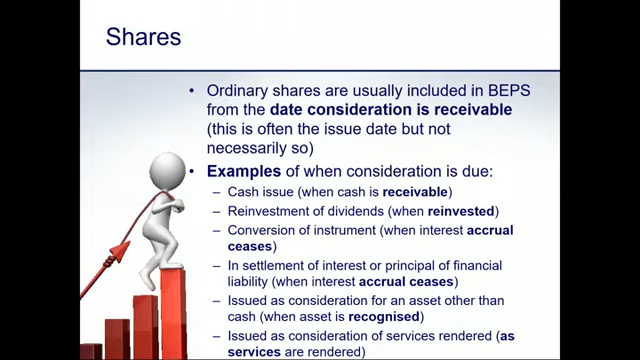 Shares
• Ordinary shares are usually included in BEPS
from the date consideration is receivable
(this is often the issue date but not
necessarily so)
• Examples of when consideration is due:
– Cash issue (when cash is receivable)
– Reinvestment of dividends (when reinvested)
– Conversion of instrument (when interest accrual
ceases)
– In settlement of interest or principal of financial
liability (when interest accrual ceases)
– Issued as consideration for an asset other than
cash (when asset is recognised)
– Issued as consideration of services rendered (as
services are rendered)